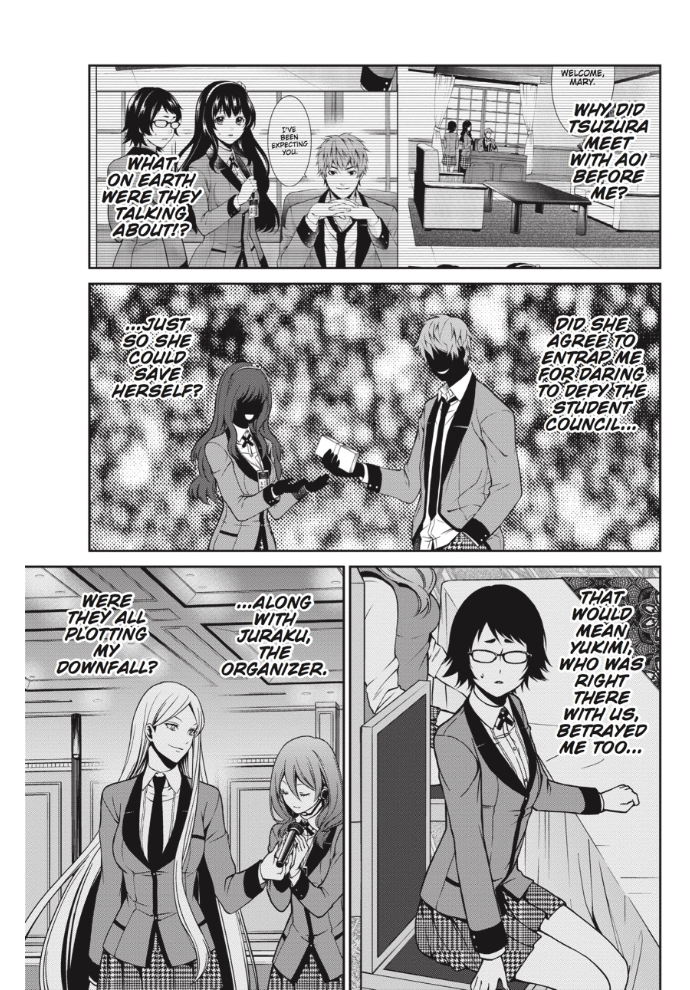 WELCOME,
MARY.
WHY DID
TSUZURA
MEET
WITH AOI
BEFORE
ME?
I'VE
BEEN
EXPECTING
YOU.
WHAT
ON EARTH
WERE THEY
TALKING
ABOUT!?
DID SHE
AGREE TO
ENTRAP ME
FOR DARING
TO DEFY THE
STUDENT
COUNCIL...
...JUST
SO SHE
COULD
SAVE
HERSELF?
THAT
WOULD
MEAN
YUKIMI,
WHO WAS
RIGHT
THERE
WITH US,
BETRAYED
ME TOO...
...ALONG
WITH
JURAKU,
THE
ORGANIZER.
WERE
THEY ALL
PLOTTING
MY
DOWNFALL?